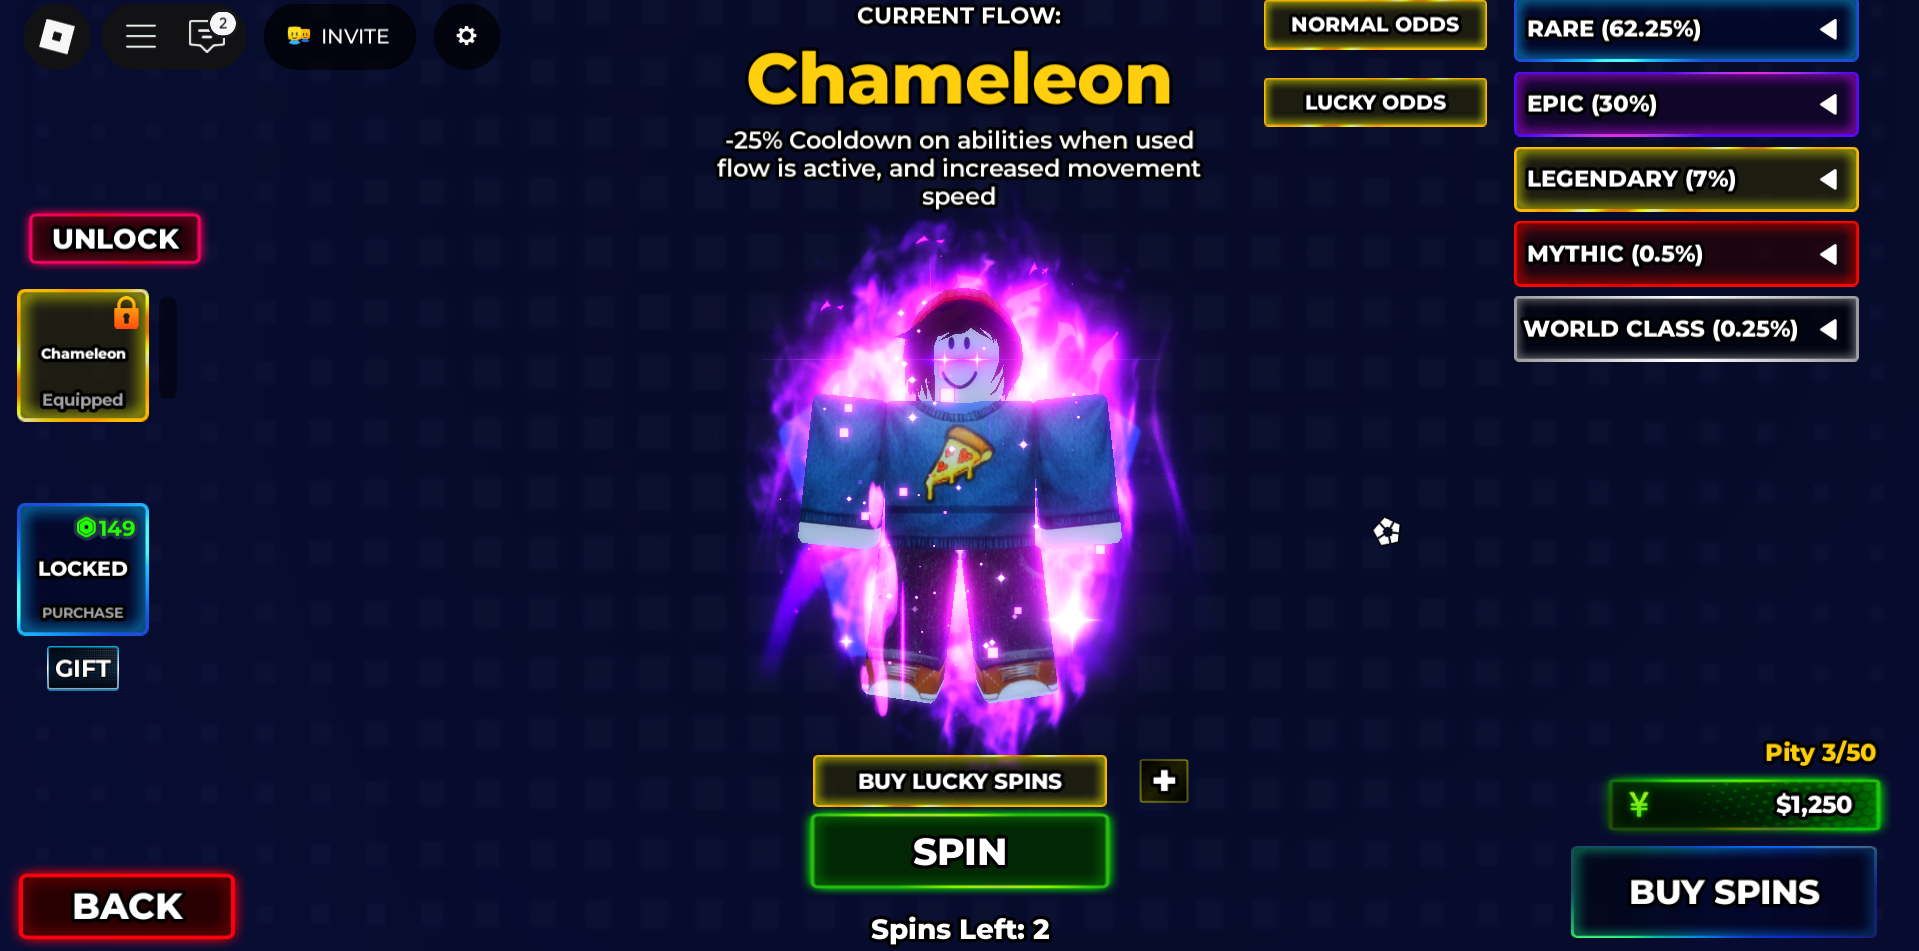 2
INVITE
CURRENT FLOW:
Chameleon
-25% Cooldown on abilities when used
flow is active, and increased movement
speed
NORMAL ODDS
LUCKY ODDS
RARE (62.25%)
EPIC (30%)
LEGENDARY (7%)
MYTHIC (0.5%)
WORLD CLASS (0.25%)
UNLOCK
Chameleon
Equipped
149
LOCKED
PURCHASE
GIFT
BACK
BUY LUCKY SPINS
+
SPIN
Spins Left: 2
Pity 3/50
¥ $1,250
BUY SPINS